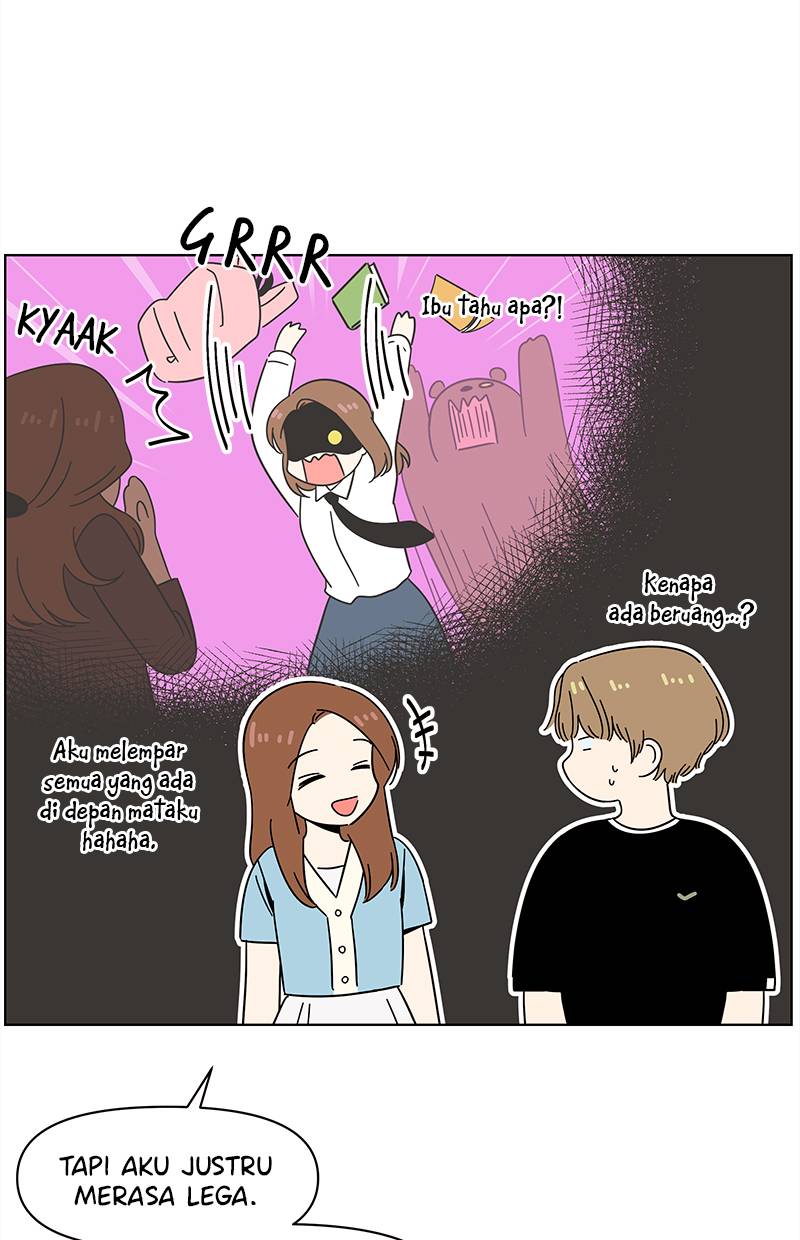 GRRR
KYAAK
Ibu tahu apa?!
Kenapa
ada beruang...?
Aku melempar
semua yang ada
di depan mataku
hahaha.
TAPI AKU JUSTRU
MERASA LEGA.